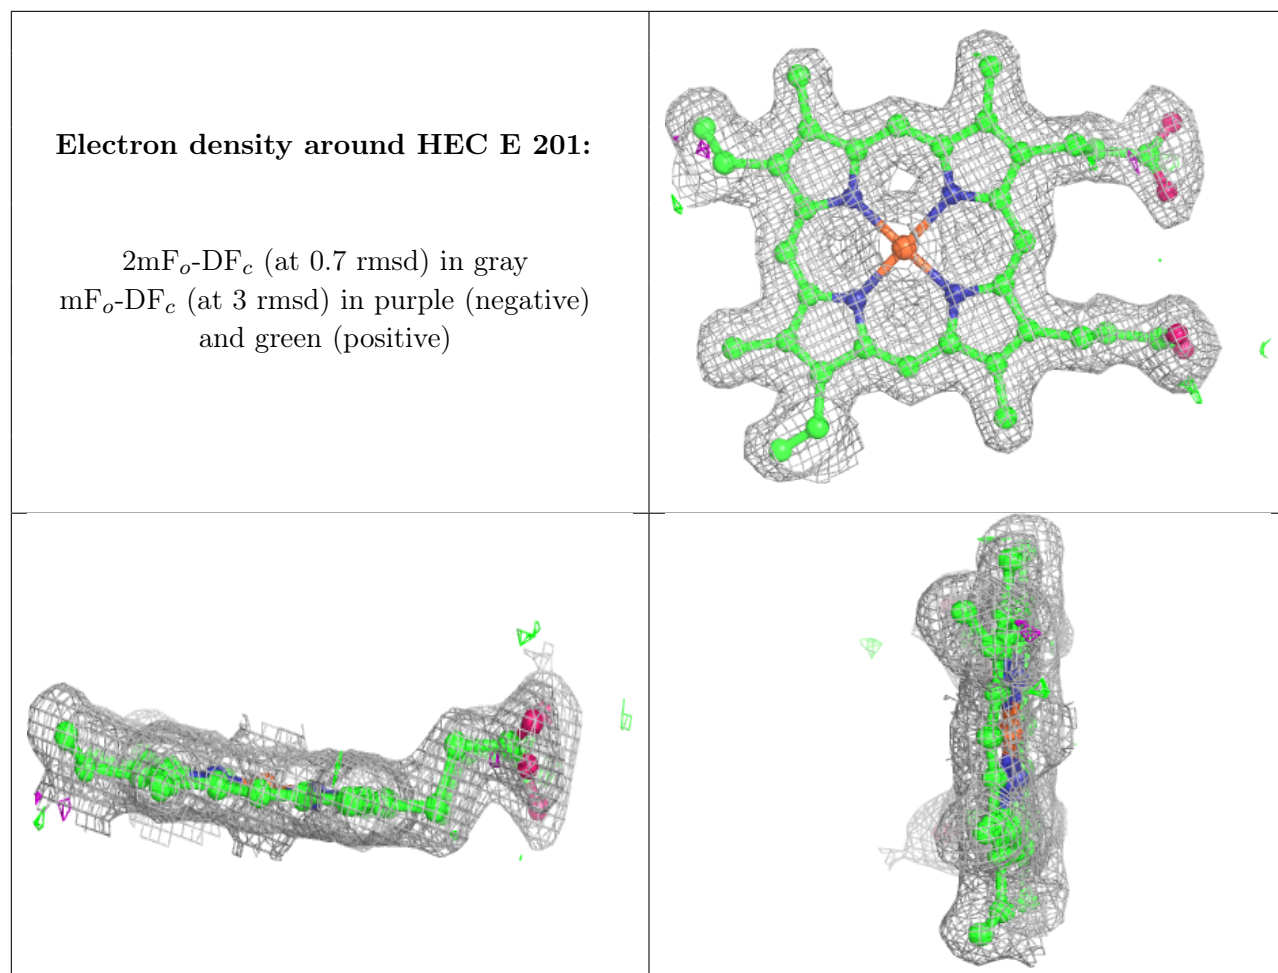 Electron density around HEC E 201:
2mFo-DFc (at 0.7 rmsd) in gray
mFo-DFc (at 3 rmsd) in purple (negative)
and green (positive)